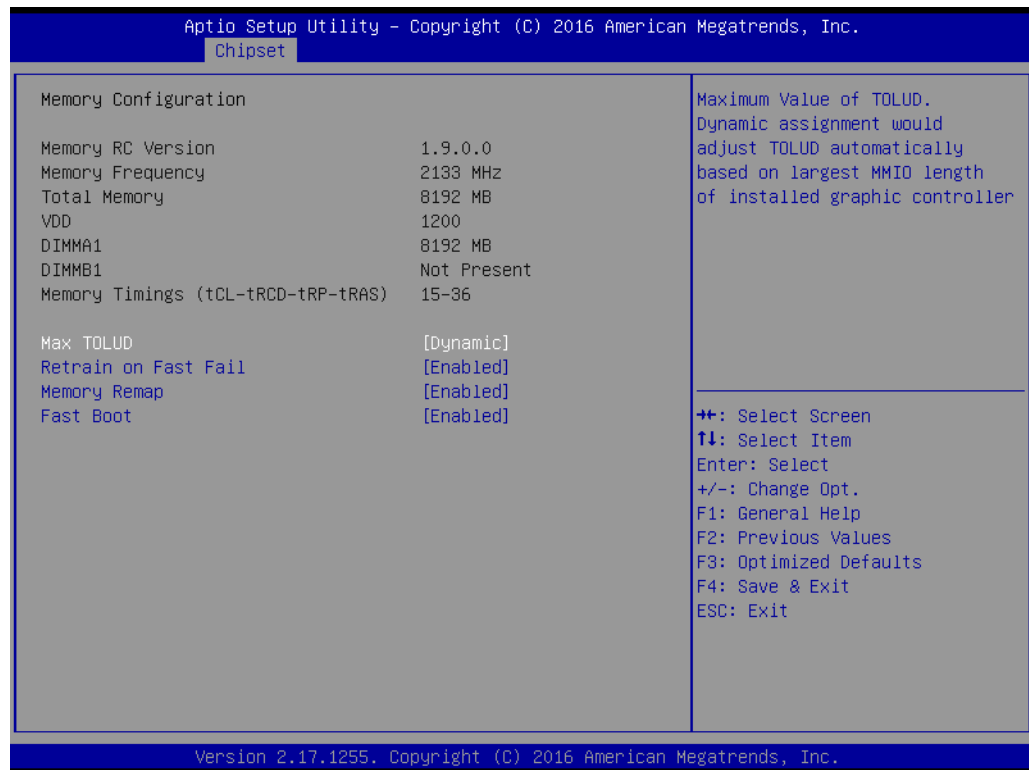 Aptio Setup Utility – Copyright (C) 2016 American Megatrends, Inc.
Chipset
Memory Configuration
Memory RC Version 1.9.0.0
Memory Frequency 2133 MHz
Total Memory 8192 MB
VDD 1200
DIMMA1 8192 MB
DIMMB1 Not Present
Memory Timings (tCL-tRCD-tRP-tRAS) 15-36
Max TOLUD [Dynamic]
Retrain on Fast Fail [Enabled]
Memory Remap [Enabled]
Fast Boot [Enabled]
Maximum Value of TOLUD.
Dynamic assignment would
adjust TOLUD automatically
based on largest MMIO length
of installed graphic controller
→←: Select Screen
↑↓: Select Item
Enter: Select
+/-: Change Opt.
F1: General Help
F2: Previous Values
F3: Optimized Defaults
F4: Save & Exit
ESC: Exit
Version 2.17.1255. Copyright (C) 2016 American Megatrends, Inc.